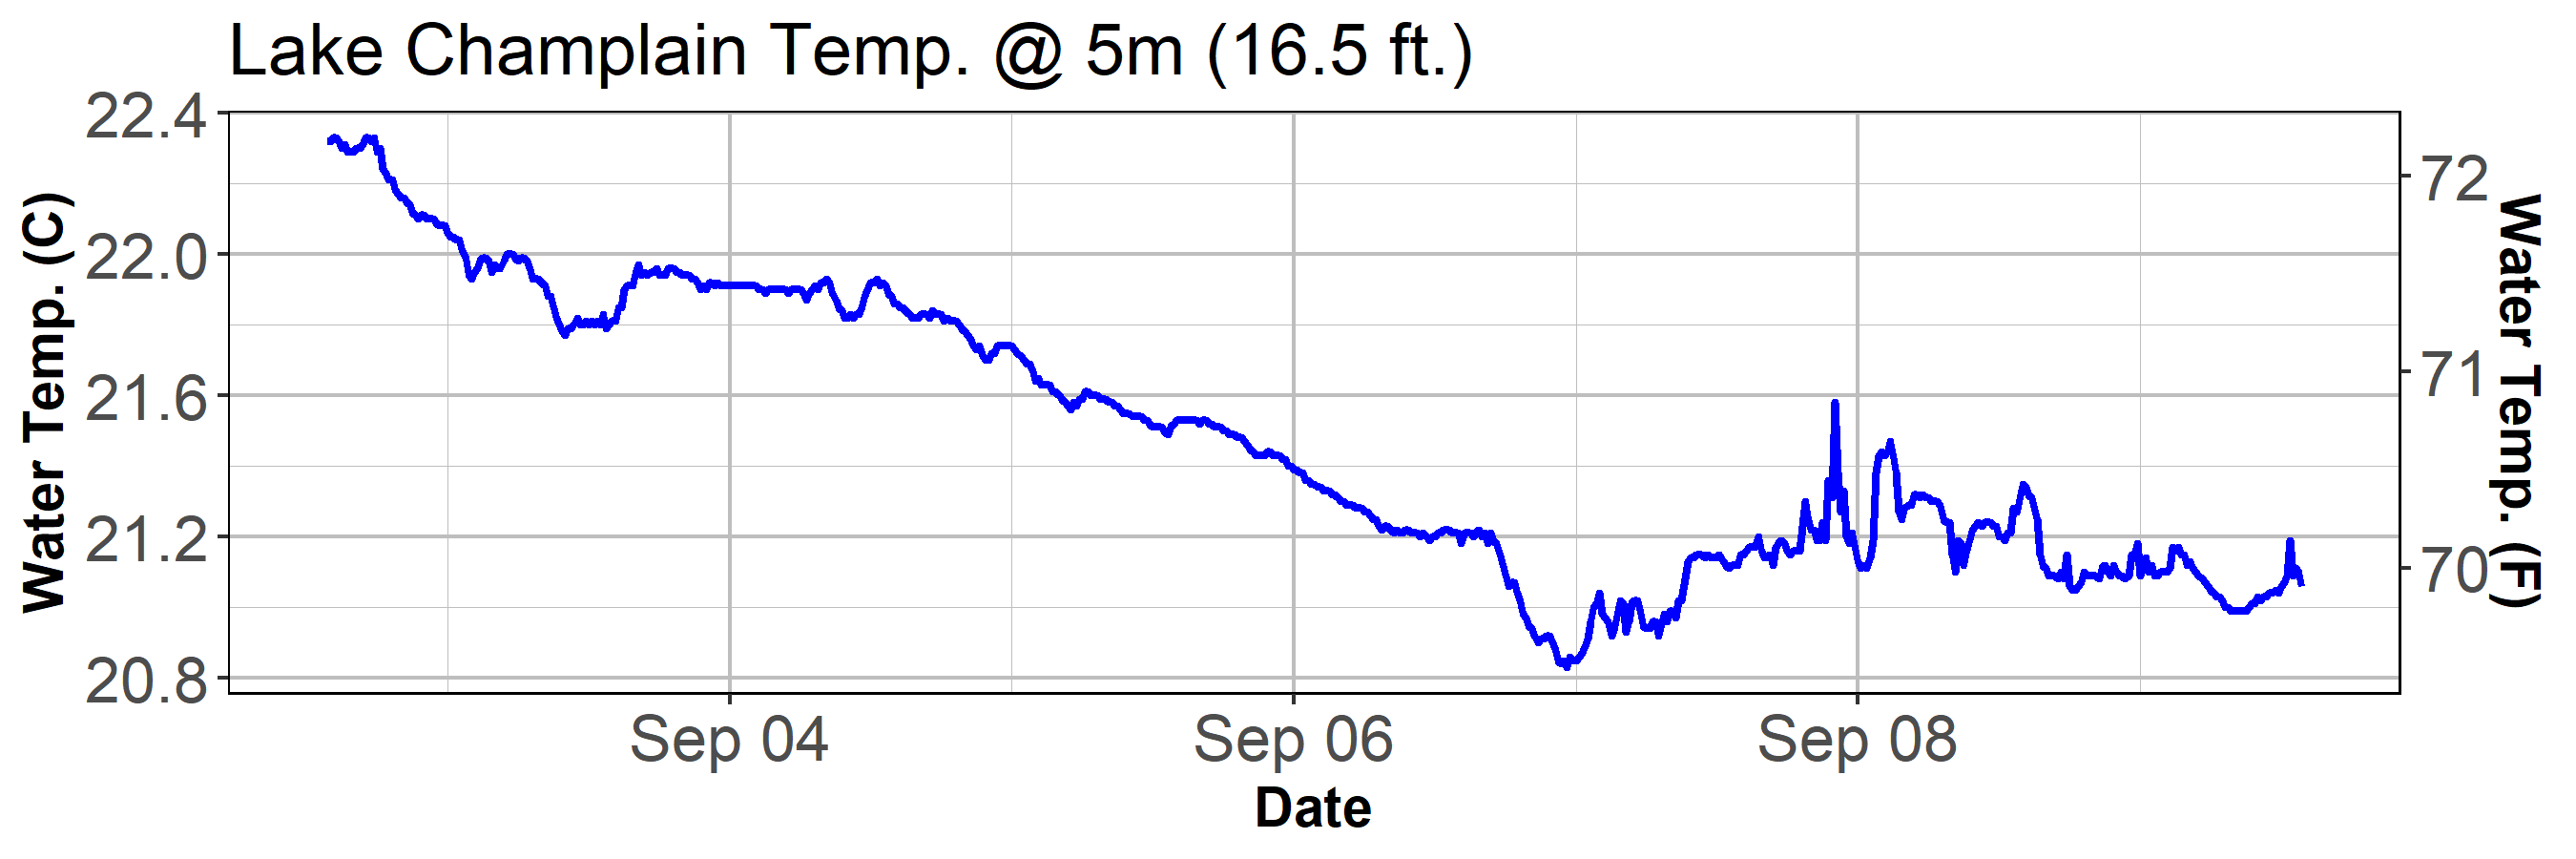 Lake Champlain Temp. @ 5m (16.5 ft.)
Water Temp. (C)
22.4
22.0
21.6
21.2
20.8
72
71
70
Water Temp. (F)
Sep 04 Sep 06 Sep 08
Date